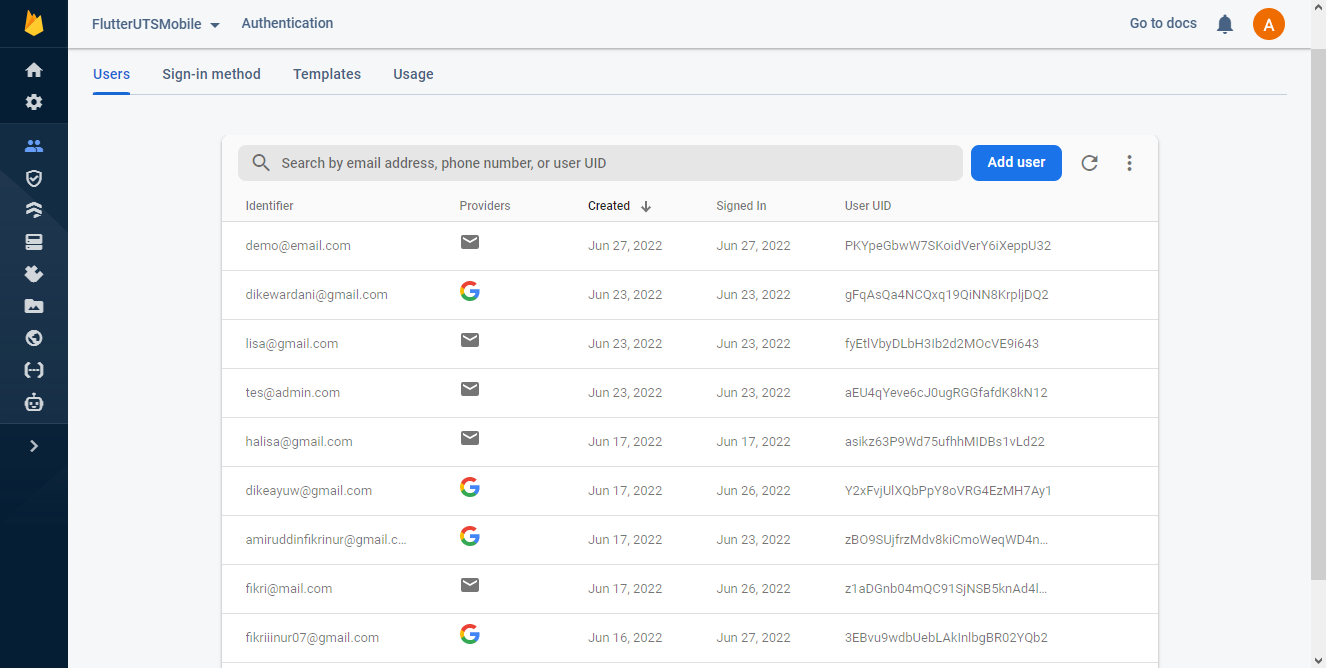 FlutterUTSMobile Authentication Go to docs A
Users Sign-in method Templates Usage
Search by email address, phone number, or user UID Add user
Identifier Providers Created Signed In User UID
demo@email.com Jun 27, 2022 Jun 27, 2022 PKYpeGbwW7SKoidVerY6iXeppU32
dikewardani@gmail.com Jun 23, 2022 Jun 23, 2022 gFqAsQa4NCQxq19QiNN8KrpljDQ2
lisa@gmail.com Jun 23, 2022 Jun 23, 2022 fyEtlVbyDLbH3Ib2d2MOcVE9i643
tes@admin.com Jun 23, 2022 Jun 23, 2022 aEU4qYeve6cJ0ugRGGfafdK8kN12
halisa@gmail.com Jun 17, 2022 Jun 17, 2022 asikz63P9Wd75ufhhMIDBs1vLd22
dikeayuw@gmail.com Jun 17, 2022 Jun 26, 2022 Y2xFvjUlXQbPpY8oVRG4EzMH7Ay1
amiruddinfikrinur@gmail.c... Jun 17, 2022 Jun 23, 2022 zBO9SUjfrzMdv8kiCmoWeqWD4n...
fikri@mail.com Jun 17, 2022 Jun 26, 2022 z1aDGnb04mQC91SjNSB5knAd4l...
fikriiinur07@gmail.com Jun 16, 2022 Jun 27, 2022 3EBvu9wdbUebLAkInlbgBR02YQb2